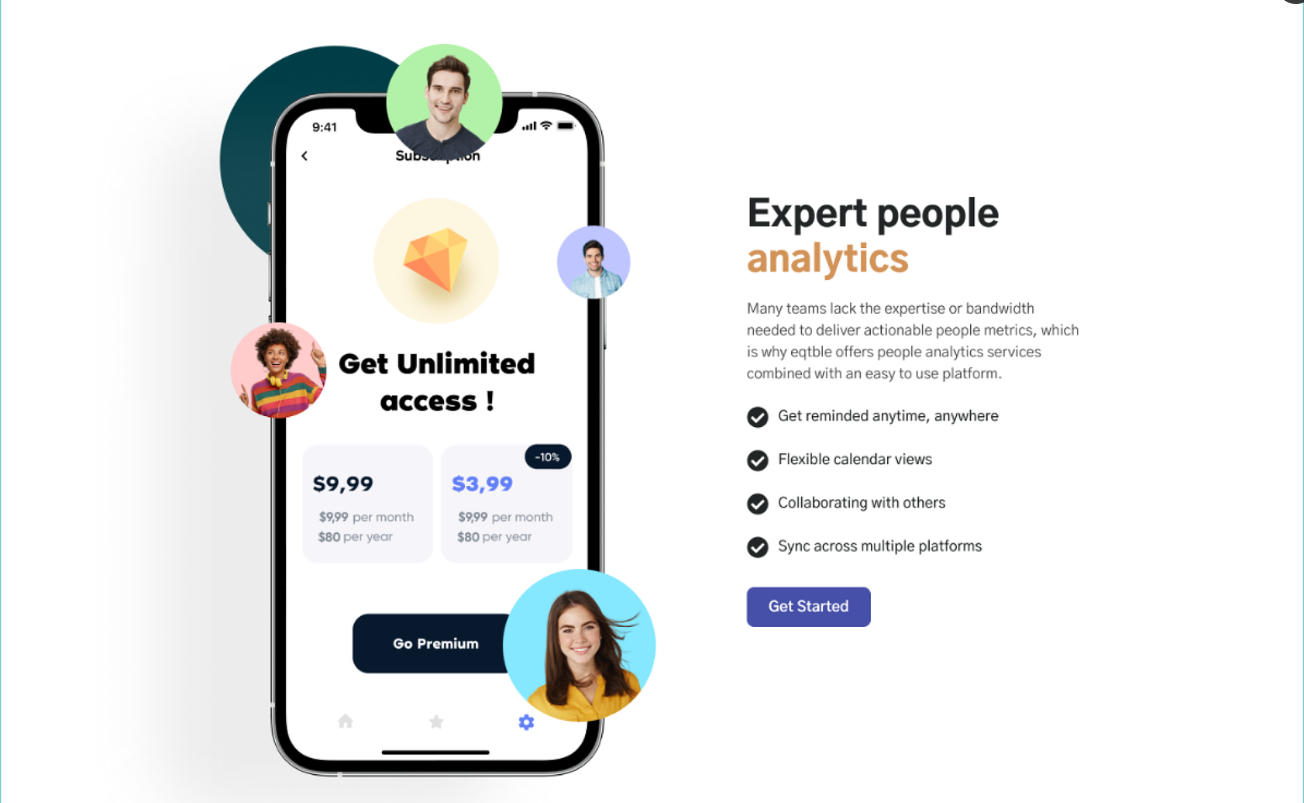 9:41
Subscription
Get Unlimited
access !
-10%
$9,99
$9,99 per month
$80 per year
$3,99
$9,99 per month
$80 per year
Go Premium
Expert people
analytics
Many teams lack the expertise or bandwidth
needed to deliver actionable people metrics, which
is why eqtble offers people analytics services
combined with an easy to use platform.
Get reminded anytime, anywhere
Flexible calendar views
Collaborating with others
Sync across multiple platforms
Get Started